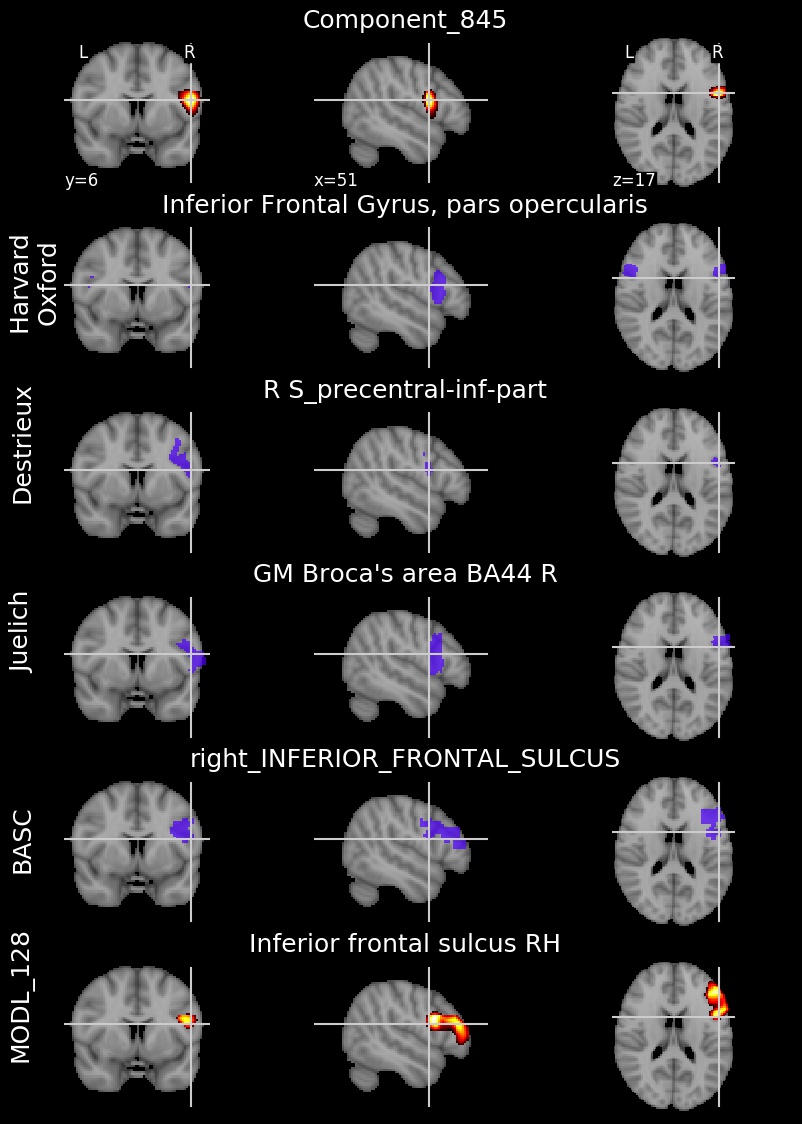 Component_845
L R L R
y=6 x=51 z=17
Inferior Frontal Gyrus, pars opercularis
Harvard
Oxford
R S_precentral-inf-part
Destrieux
GM Broca's area BA44 R
Juelich
right_INFERIOR_FRONTAL_SULCUS
BASC
Inferior frontal sulcus RH
MODL_128